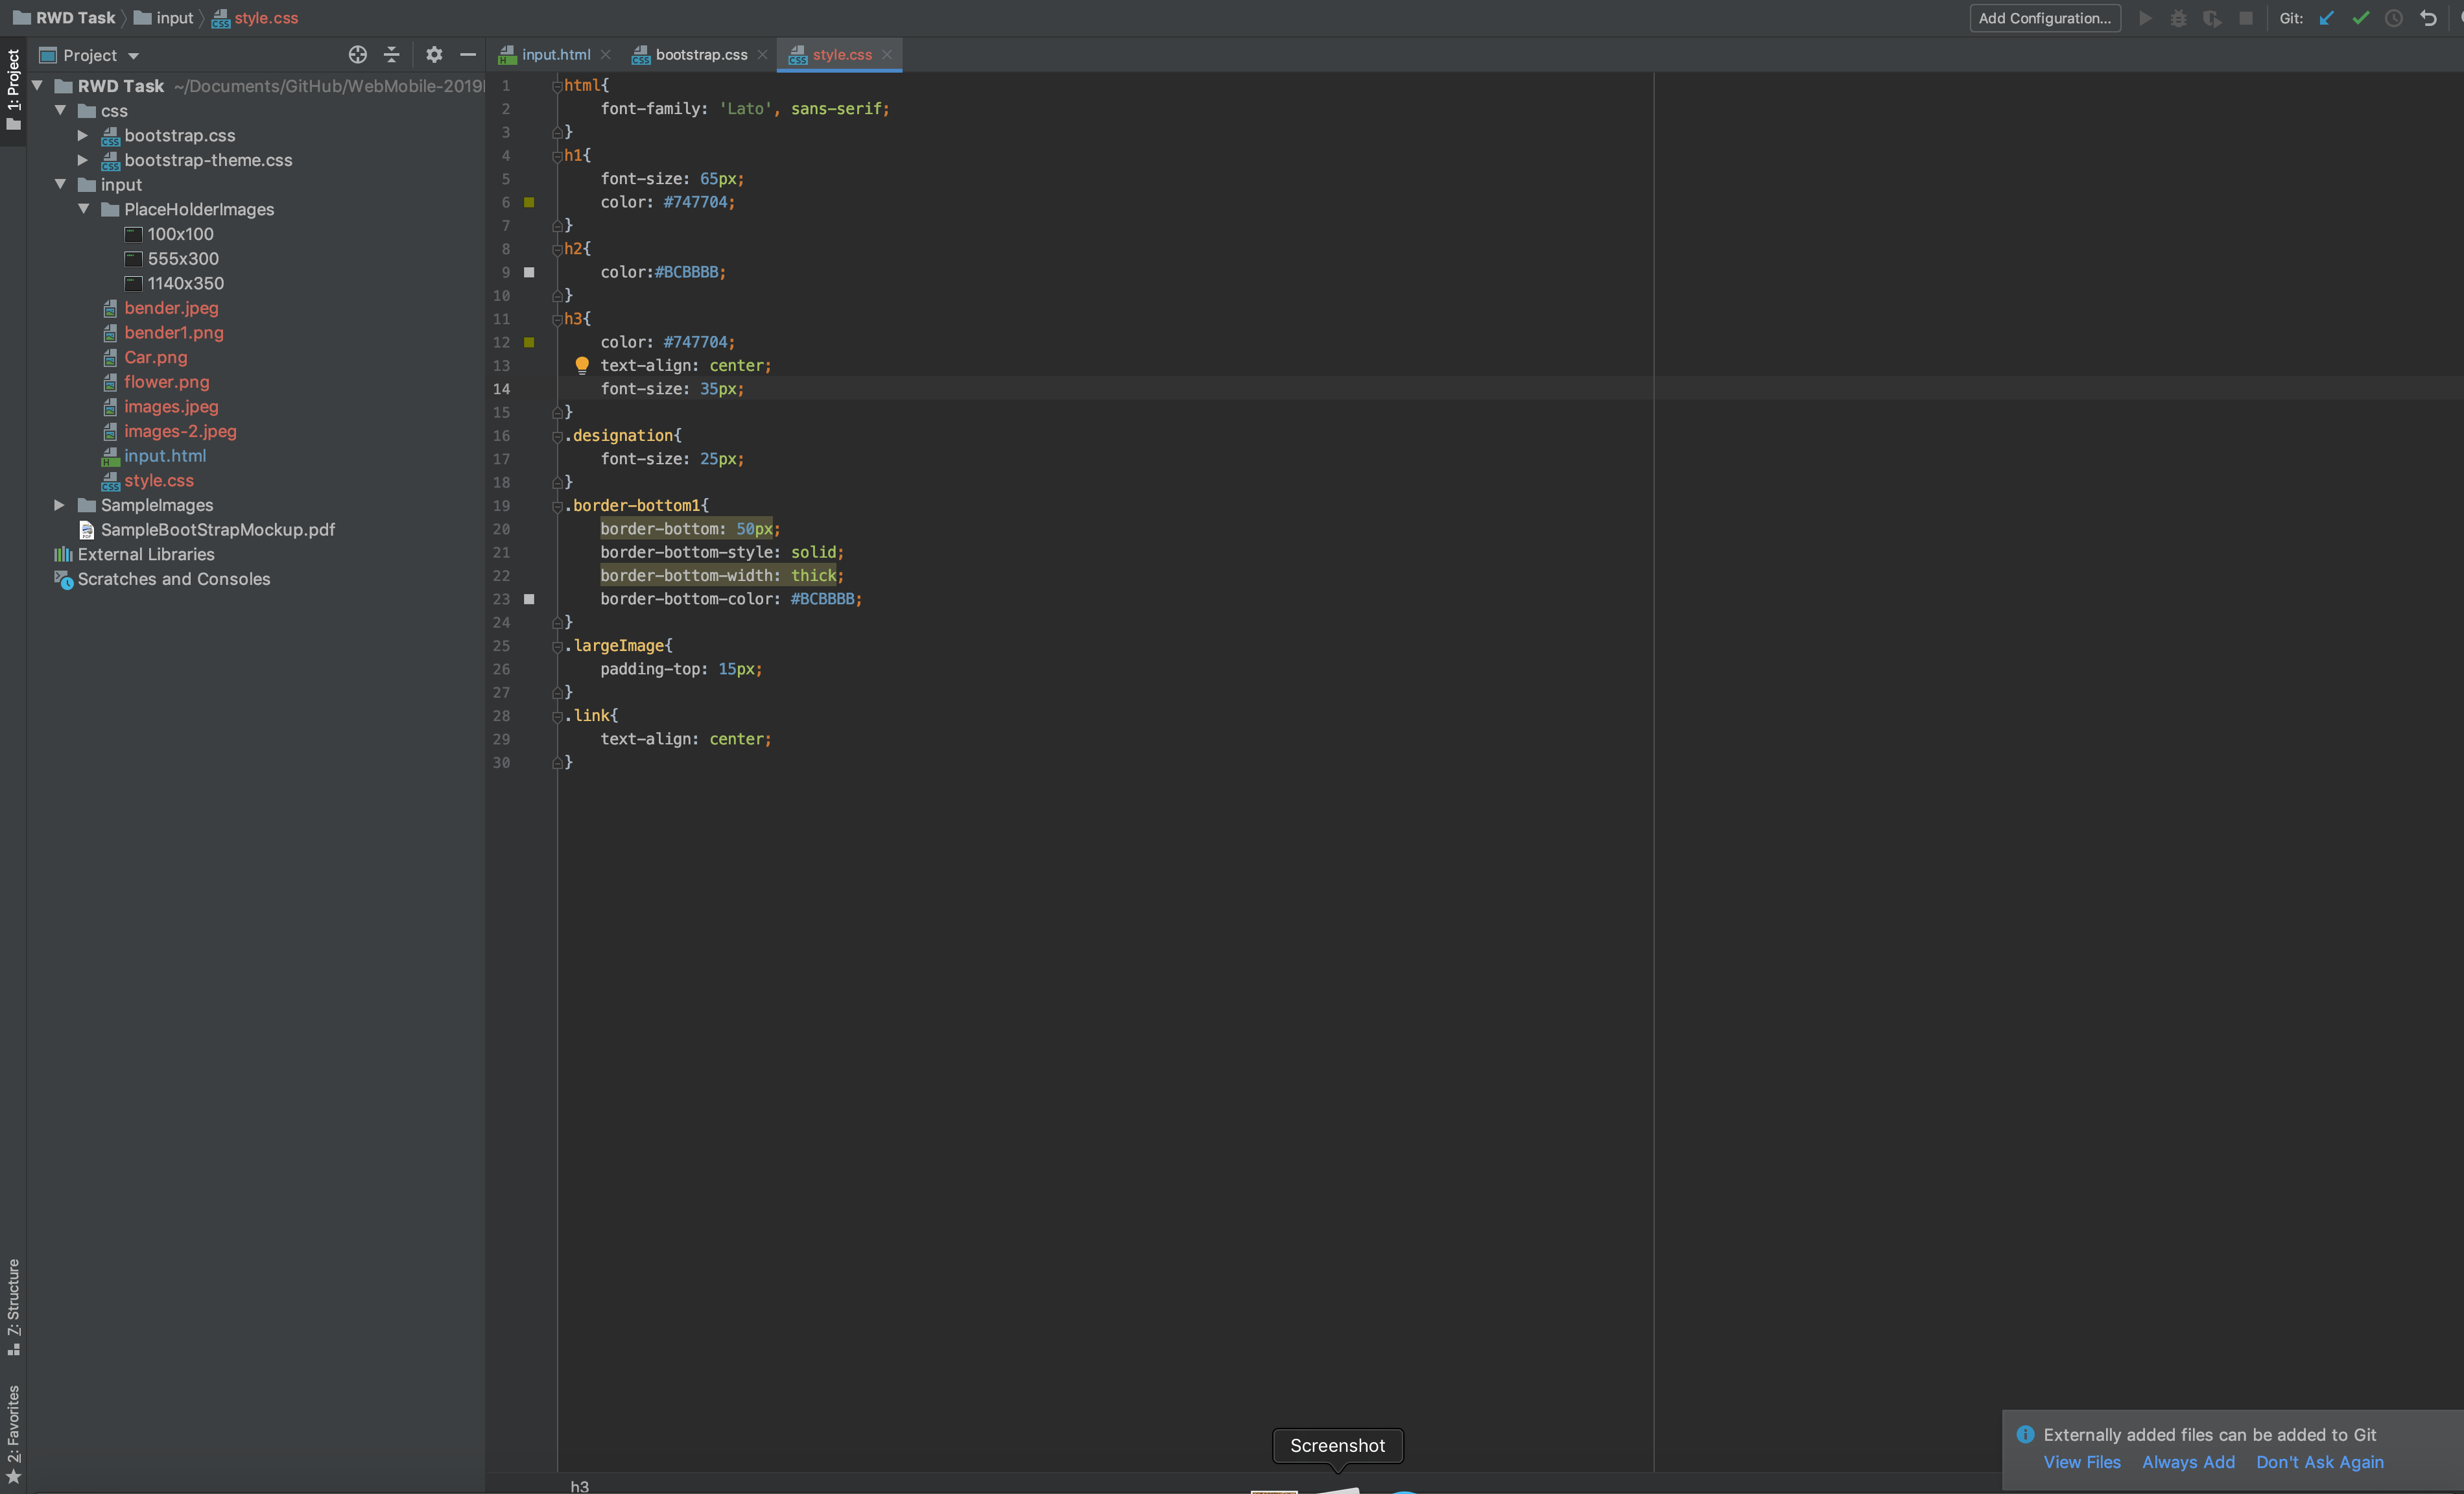 RWD Task input style.css
Add Configuration... Git:
1: Project
Project
RWD Task ~/Documents/GitHub/WebMobile-2019
css
bootstrap.css
bootstrap-theme.css
input
PlaceHolderImages
100x100
555x300
1140x350
bender.jpeg
bender1.png
Car.png
flower.png
images.jpeg
images-2.jpeg
input.html
style.css
SampleImages
SampleBootStrapMockup.pdf
External Libraries
Scratches and Consoles
7: Structure
2: Favorites
input.html bootstrap.css style.css
1 html{
2 font-family: 'Lato', sans-serif;
3 }
4 h1{
5 font-size: 65px;
6 color: #747704;
7 }
8 h2{
9 color:#BCBBBB;
10 }
11 h3{
12 color: #747704;
13 text-align: center;
14 font-size: 35px;
15 }
16 .designation{
17 font-size: 25px;
18 }
19 .border-bottom1{
20 border-bottom: 50px;
21 border-bottom-style: solid;
22 border-bottom-width: thick;
23 border-bottom-color: #BCBBBB;
24 }
25 .largeImage{
26 padding-top: 15px;
27 }
28 .link{
29 text-align: center;
30 }
h3
Screenshot
Externally added files can be added to Git
View Files Always Add Don't Ask Again